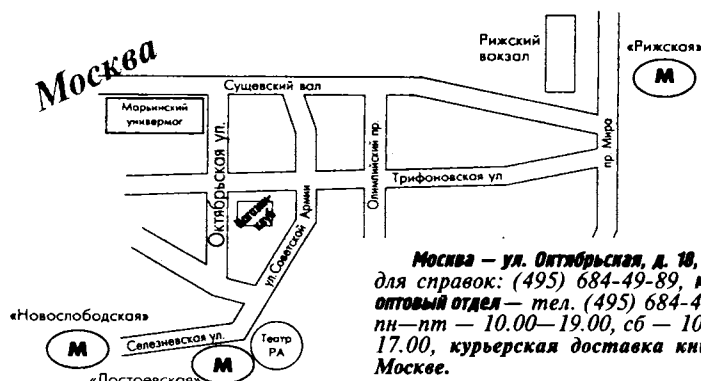 Москва
Рижский
вокзал
«Рижская»
М
Сущевский вал
Марьинский
универмаг
Октябрьская ул.
Олимпийский пр.
Трифоновская ул
пр Мира
ул.Советской Армии
Москва — ул. Октябрьская, д. 18,
для справок: (495) 684-49-89,
оптовый отдел — тел. (495) 684-4
пн—пт — 10.00—19.00, сб — 10
17.00, курьерская доставка кн
Москве.
«Новослободская»
М
Селезневская ул.
Театр
РА
М
«Достоевская»